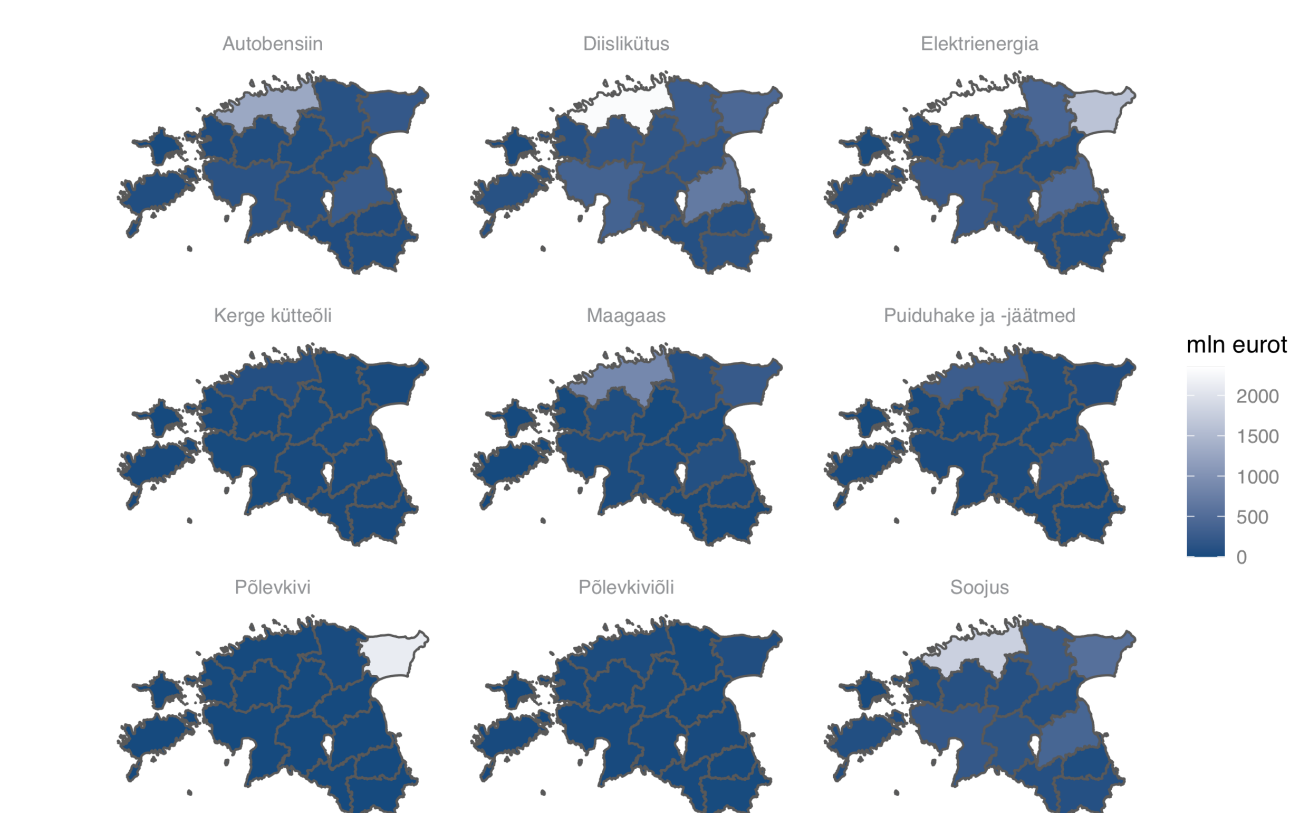 Autobensiin
Diislikütus
Elektrienergia
Kerge kütteõli
Maagaas
Puiduhake ja -jäätmed
mln eurot
2000
1500
1000
500
0
Põlevkivi
Põlevkiviõli
Soojus